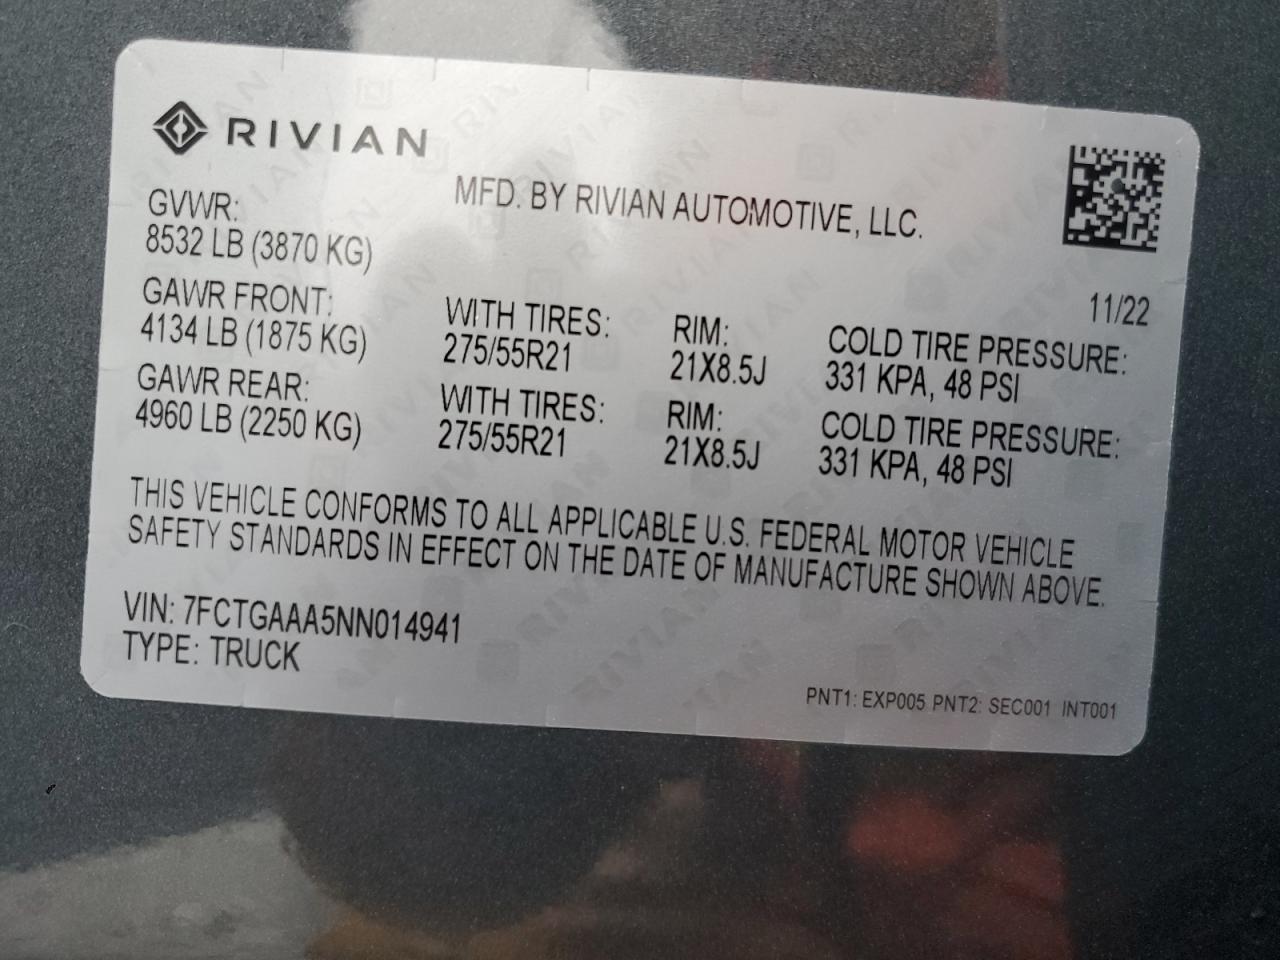 RIVIAN
MFD. BY RIVIAN AUTOMOTIVE, LLC.
GVWR:
8532 LB (3870 KG)
11/22
GAWR FRONT: WITH TIRES: RIM: COLD TIRE PRESSURE:
4134 LB (1875 KG) 275/55R21 21X8.5J 331 KPA, 48 PSI
GAWR REAR: WITH TIRES: RIM: COLD TIRE PRESSURE:
4960 LB (2250 KG) 275/55R21 21X8.5J 331 KPA, 48 PSI
THIS VEHICLE CONFORMS TO ALL APPLICABLE U.S. FEDERAL MOTOR VEHICLE
SAFETY STANDARDS IN EFFECT ON THE DATE OF MANUFACTURE SHOWN ABOVE.
VIN: 7FCTGAAA5NN014941
TYPE: TRUCK
PNT1: EXP005 PNT2: SEC001 INT001